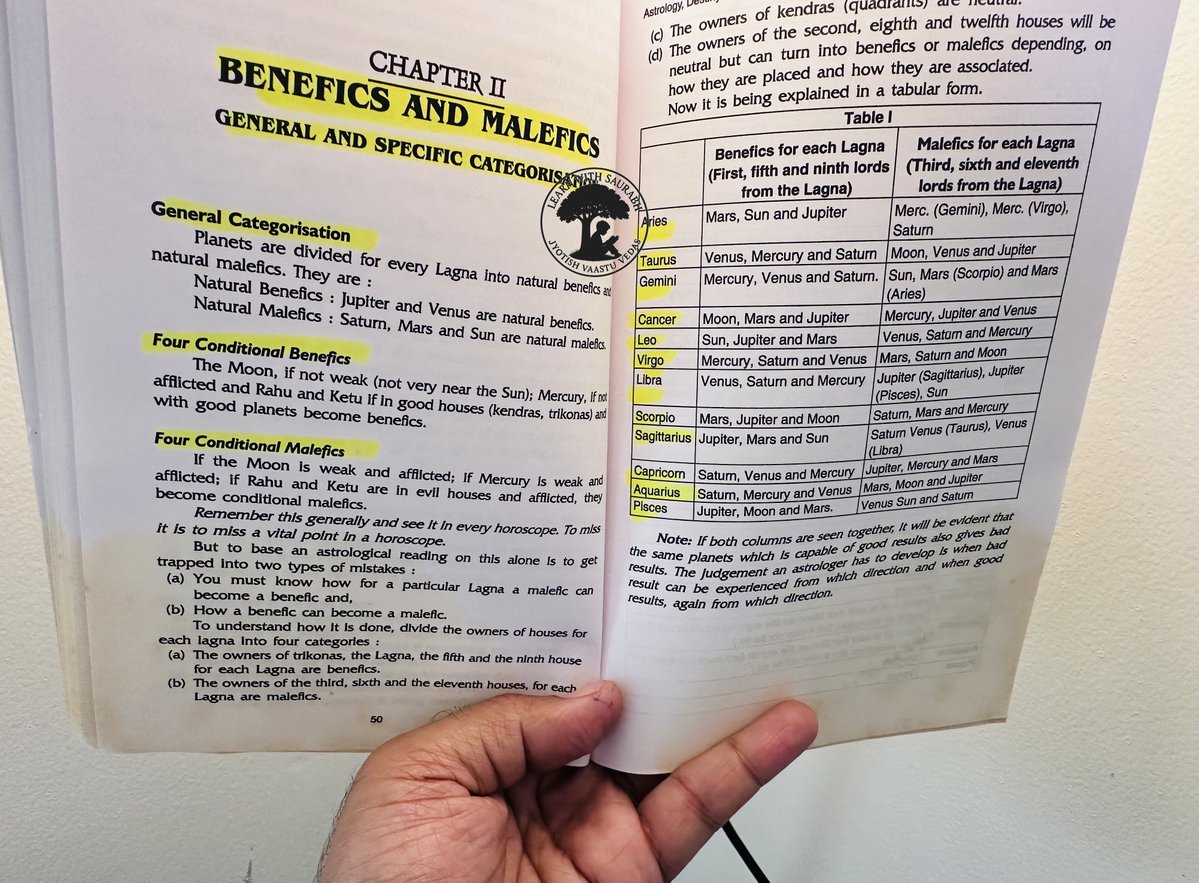 CHAPTER II
BENEFICS AND MALEFICS
GENERAL AND SPECIFIC CATEGORISA
General Categorisation
Planets are divided for every Lagna into natural benefics and
natural malefics. They are :
Natural Benefics : Jupiter and Venus are natural benefics.
Natural Malefics : Saturn, Mars and Sun are natural malefics.
Four Conditional Benefics
The Moon, if not weak (not very near the Sun); Mercury, if not
afflicted and Rahu and Ketu if in good houses (kendras, trikonas) and
with good planets become benefics.
Four Conditional Malefics
If the Moon is weak and afflicted; if Mercury is weak and
afflicted; if Rahu and Ketu are in evil houses and afflicted, they
become conditional malefics.
Remember this generally and see it in every horoscope. To miss
it is to miss a vital point in a horoscope.
But to base an astrological reading on this alone is to get
trapped into two types of mistakes :
(a) You must know how for a particular Lagna a malefic can
become a benefic and,
(b) How a benefic can become a malefic.
To understand how it is done, divide the owners of houses for
each lagna into four categories :
(a) The owners of trikonas, the Lagna, the fifth and the ninth house
for each Lagna are benefics.
(b) The owners of the third, sixth and the eleventh houses, for each
Lagna are malefics.
50
LEARN WITH SAURABH
JYOTISH VAASTU VEDAS
Astrology,
(c) The owners of kendras (quadrants) are neutral.
(d) The owners of the second, eighth and twelfth houses will be
neutral but can turn into benefics or malefics depending, on
how they are placed and how they are associated.
Now it is being explained in a tabular form.
Table I
Benefics for each Lagna (First, fifth and ninth lords from the Lagna) Malefics for each Lagna (Third, sixth and eleventh lords from the Lagna)
Aries Mars, Sun and Jupiter Merc. (Gemini), Merc. (Virgo), Saturn
Taurus Venus, Mercury and Saturn Moon, Venus and Jupiter
Gemini Mercury, Venus and Saturn. Sun, Mars (Scorpio) and Mars (Aries)
Cancer Moon, Mars and Jupiter Mercury, Jupiter and Venus
Leo Sun, Jupiter and Mars Venus, Saturn and Mercury
Virgo Mercury, Saturn and Venus Mars, Saturn and Moon
Libra Venus, Saturn and Mercury Jupiter (Sagittarius), Jupiter (Pisces), Sun
Scorpio Mars, Jupiter and Moon Saturn, Mars and Mercury
Sagittarius Jupiter, Mars and Sun Saturn Venus (Taurus), Venus (Libra)
Capricorn Saturn, Venus and Mercury Jupiter, Mercury and Mars
Aquarius Saturn, Mercury and Venus Mars, Moon and Jupiter
Pisces Jupiter, Moon and Mars. Venus Sun and Saturn
Note: If both columns are seen together, it will be evident that
the same planets which is capable of good results also gives bad
results. The judgement an astrologer has to develop is when bad
result can be experienced from which direction and when good
results, again from which direction.